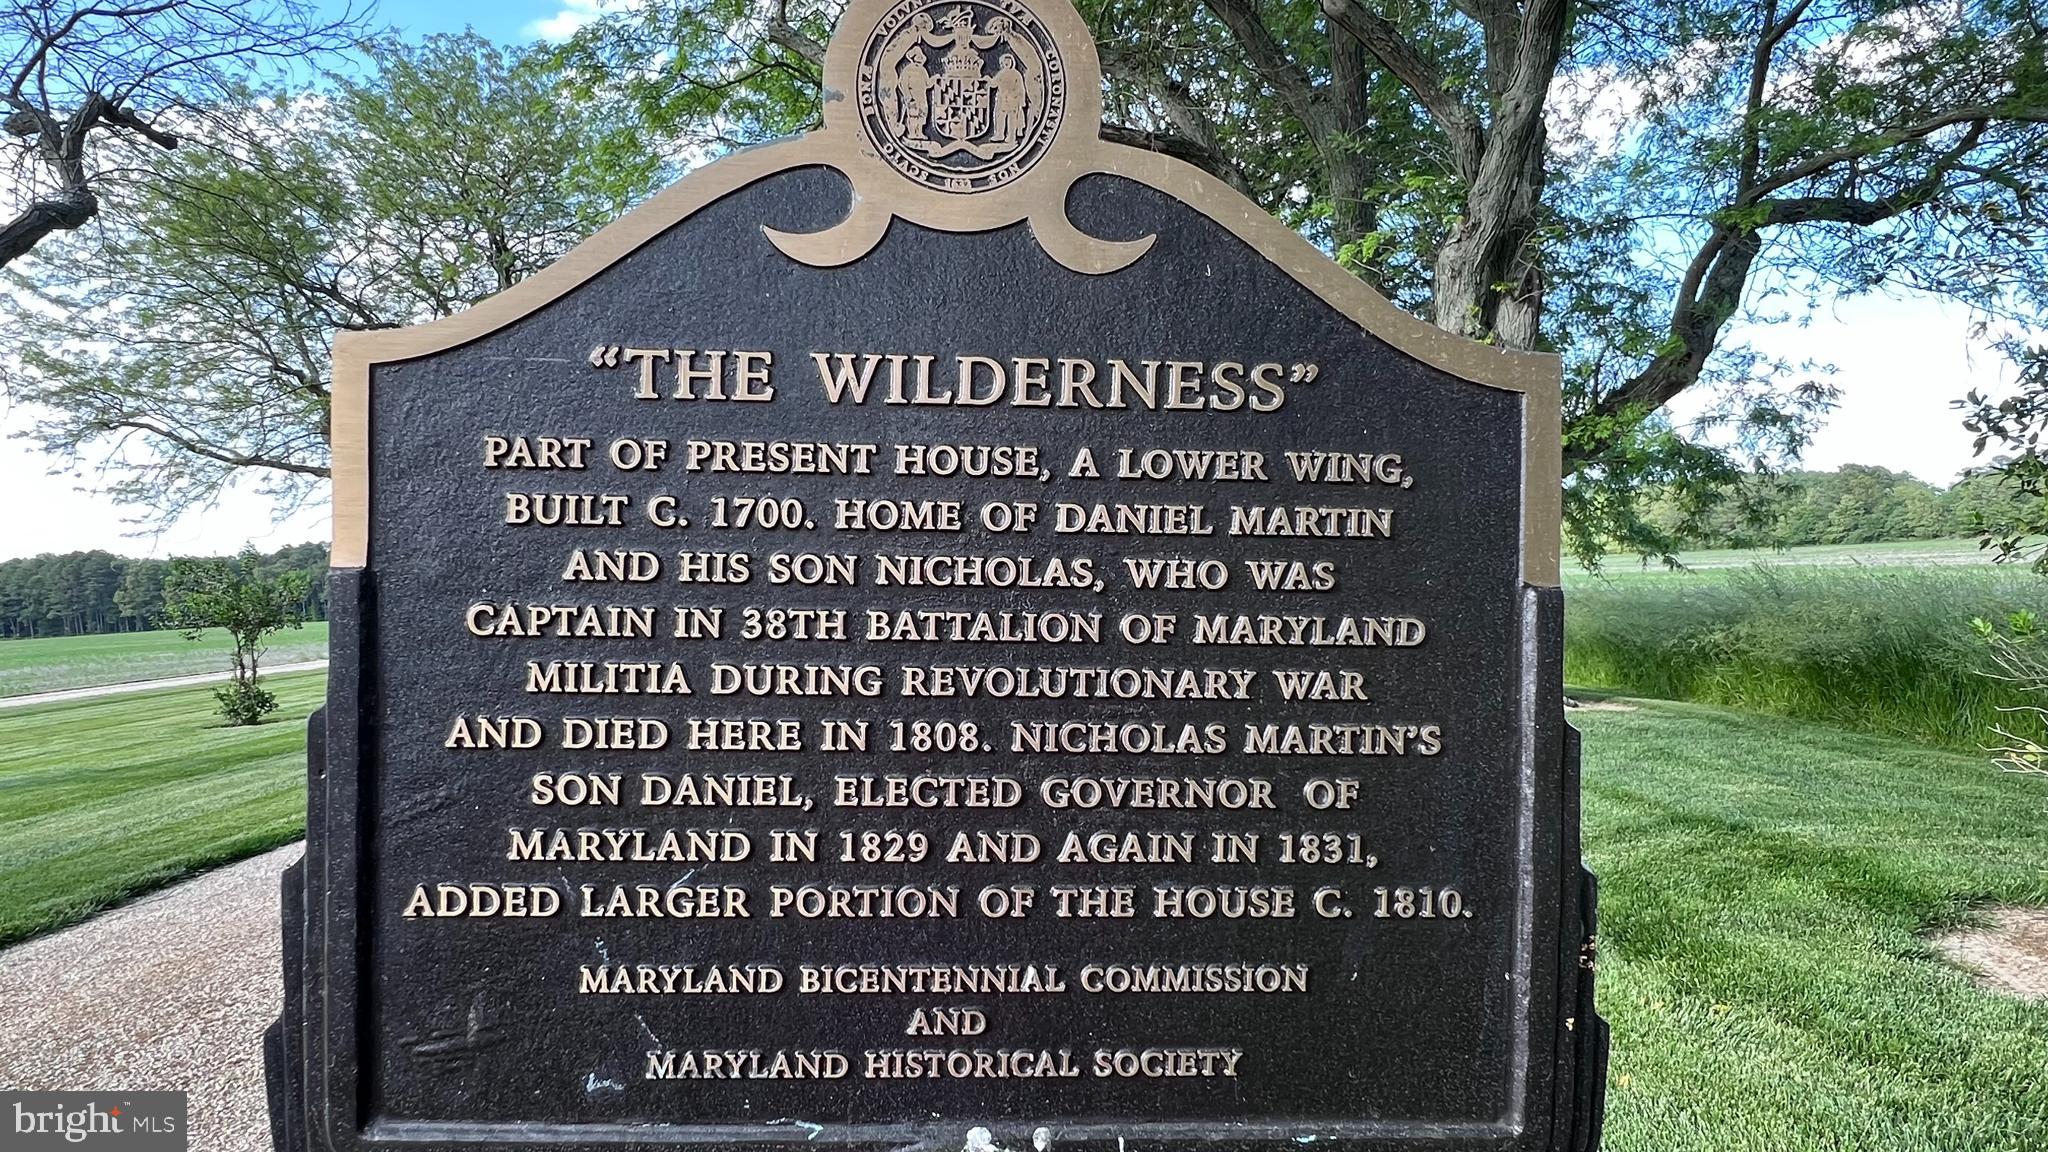 "THE WILDERNESS"
PART OF PRESENT HOUSE, A LOWER WING,
BUILT C. 1700. HOME OF DANIEL MARTIN
AND HIS SON NICHOLAS, WHO WAS
CAPTAIN IN 38TH BATTALION OF MARYLAND
MILITIA DURING REVOLUTIONARY WAR
AND DIED HERE IN 1808. NICHOLAS MARTIN'S
SON DANIEL, ELECTED GOVERNOR OF
MARYLAND IN 1829 AND AGAIN IN 1831,
ADDED LARGER PORTION OF THE HOUSE C. 1810.
MARYLAND BICENTENNIAL COMMISSION
AND
MARYLAND HISTORICAL SOCIETY
bright™ MLS